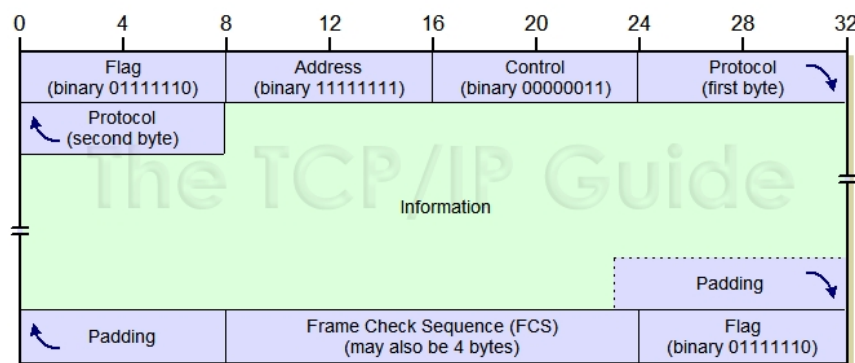 0 4 8 12 16 20 24 28 32
Flag
(binary 01111110)
Address
(binary 11111111)
Control
(binary 00000011)
Protocol
(first byte)
Protocol
(second byte)
The TCP/IP Guide
Information
Padding
Padding
Frame Check Sequence (FCS)
(may also be 4 bytes)
Flag
(binary 01111110)